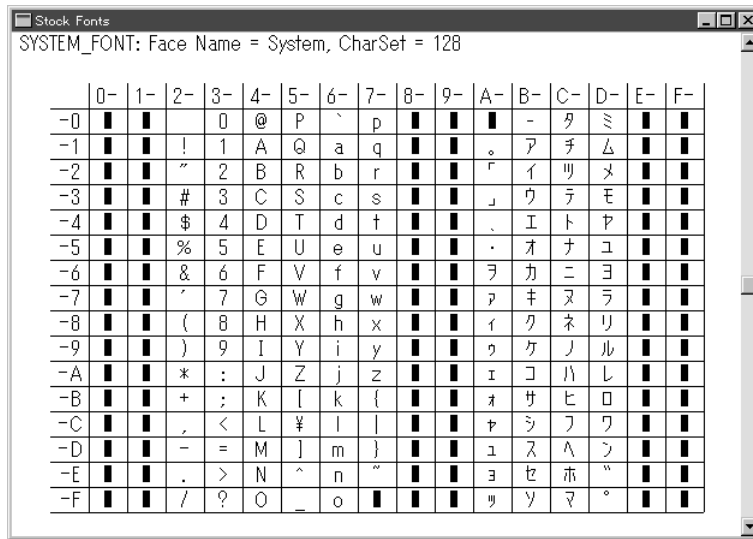 Stock Fonts
SYSTEM_FONT: Face Name = System, CharSet = 128
0- 1- 2- 3- 4- 5- 6- 7- 8- 9- A- B- C- D- E- F-
-0 0 @ P ` p ｰ ﾀ ﾐ
-1 ! 1 A Q a q ｡ ｱ ﾁ ﾑ
-2 " 2 B R b r ｢ ｲ ﾂ ﾒ
-3 # 3 C S c s ｣ ｳ ﾃ ﾓ
-4 $ 4 D T d t ､ ｴ ﾄ ﾔ
-5 % 5 E U e u ･ ｵ ﾅ ﾕ
-6 & 6 F V f v ｦ ｶ ﾆ ﾖ
-7 ' 7 G W g w ｧ ｷ ﾇ ﾗ
-8 ( 8 H X h x ｨ ｸ ﾈ ﾘ
-9 ) 9 I Y i y ｩ ｹ ﾉ ﾙ
-A * : J Z j z ｪ ｺ ﾊ ﾚ
-B + ; K [ k { ｫ ｻ ﾋ ﾛ
-C , < L ¥ l | ｬ ｼ ﾌ ﾜ
-D - = M ] m } ｭ ｽ ﾍ ﾝ
-E . > N ^ n ~ ｮ ｾ ﾎ ﾞ
-F / ? O _ o ｯ ｿ ﾏ ﾟ